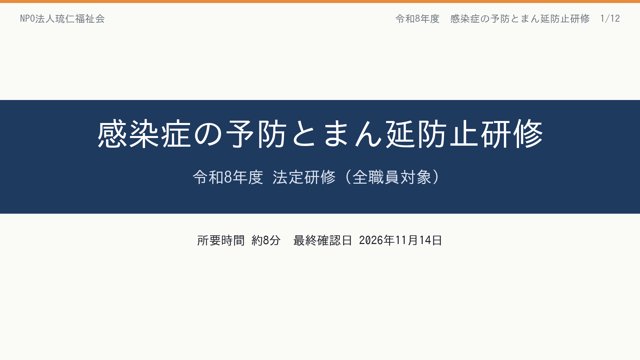 NPO法人琉仁福祉会
令和8年度　感染症の予防とまん延防止研修　1/12
感染症の予防とまん延防止研修
令和8年度 法定研修（全職員対象）
所要時間 約8分　最終確認日 2026年11月14日